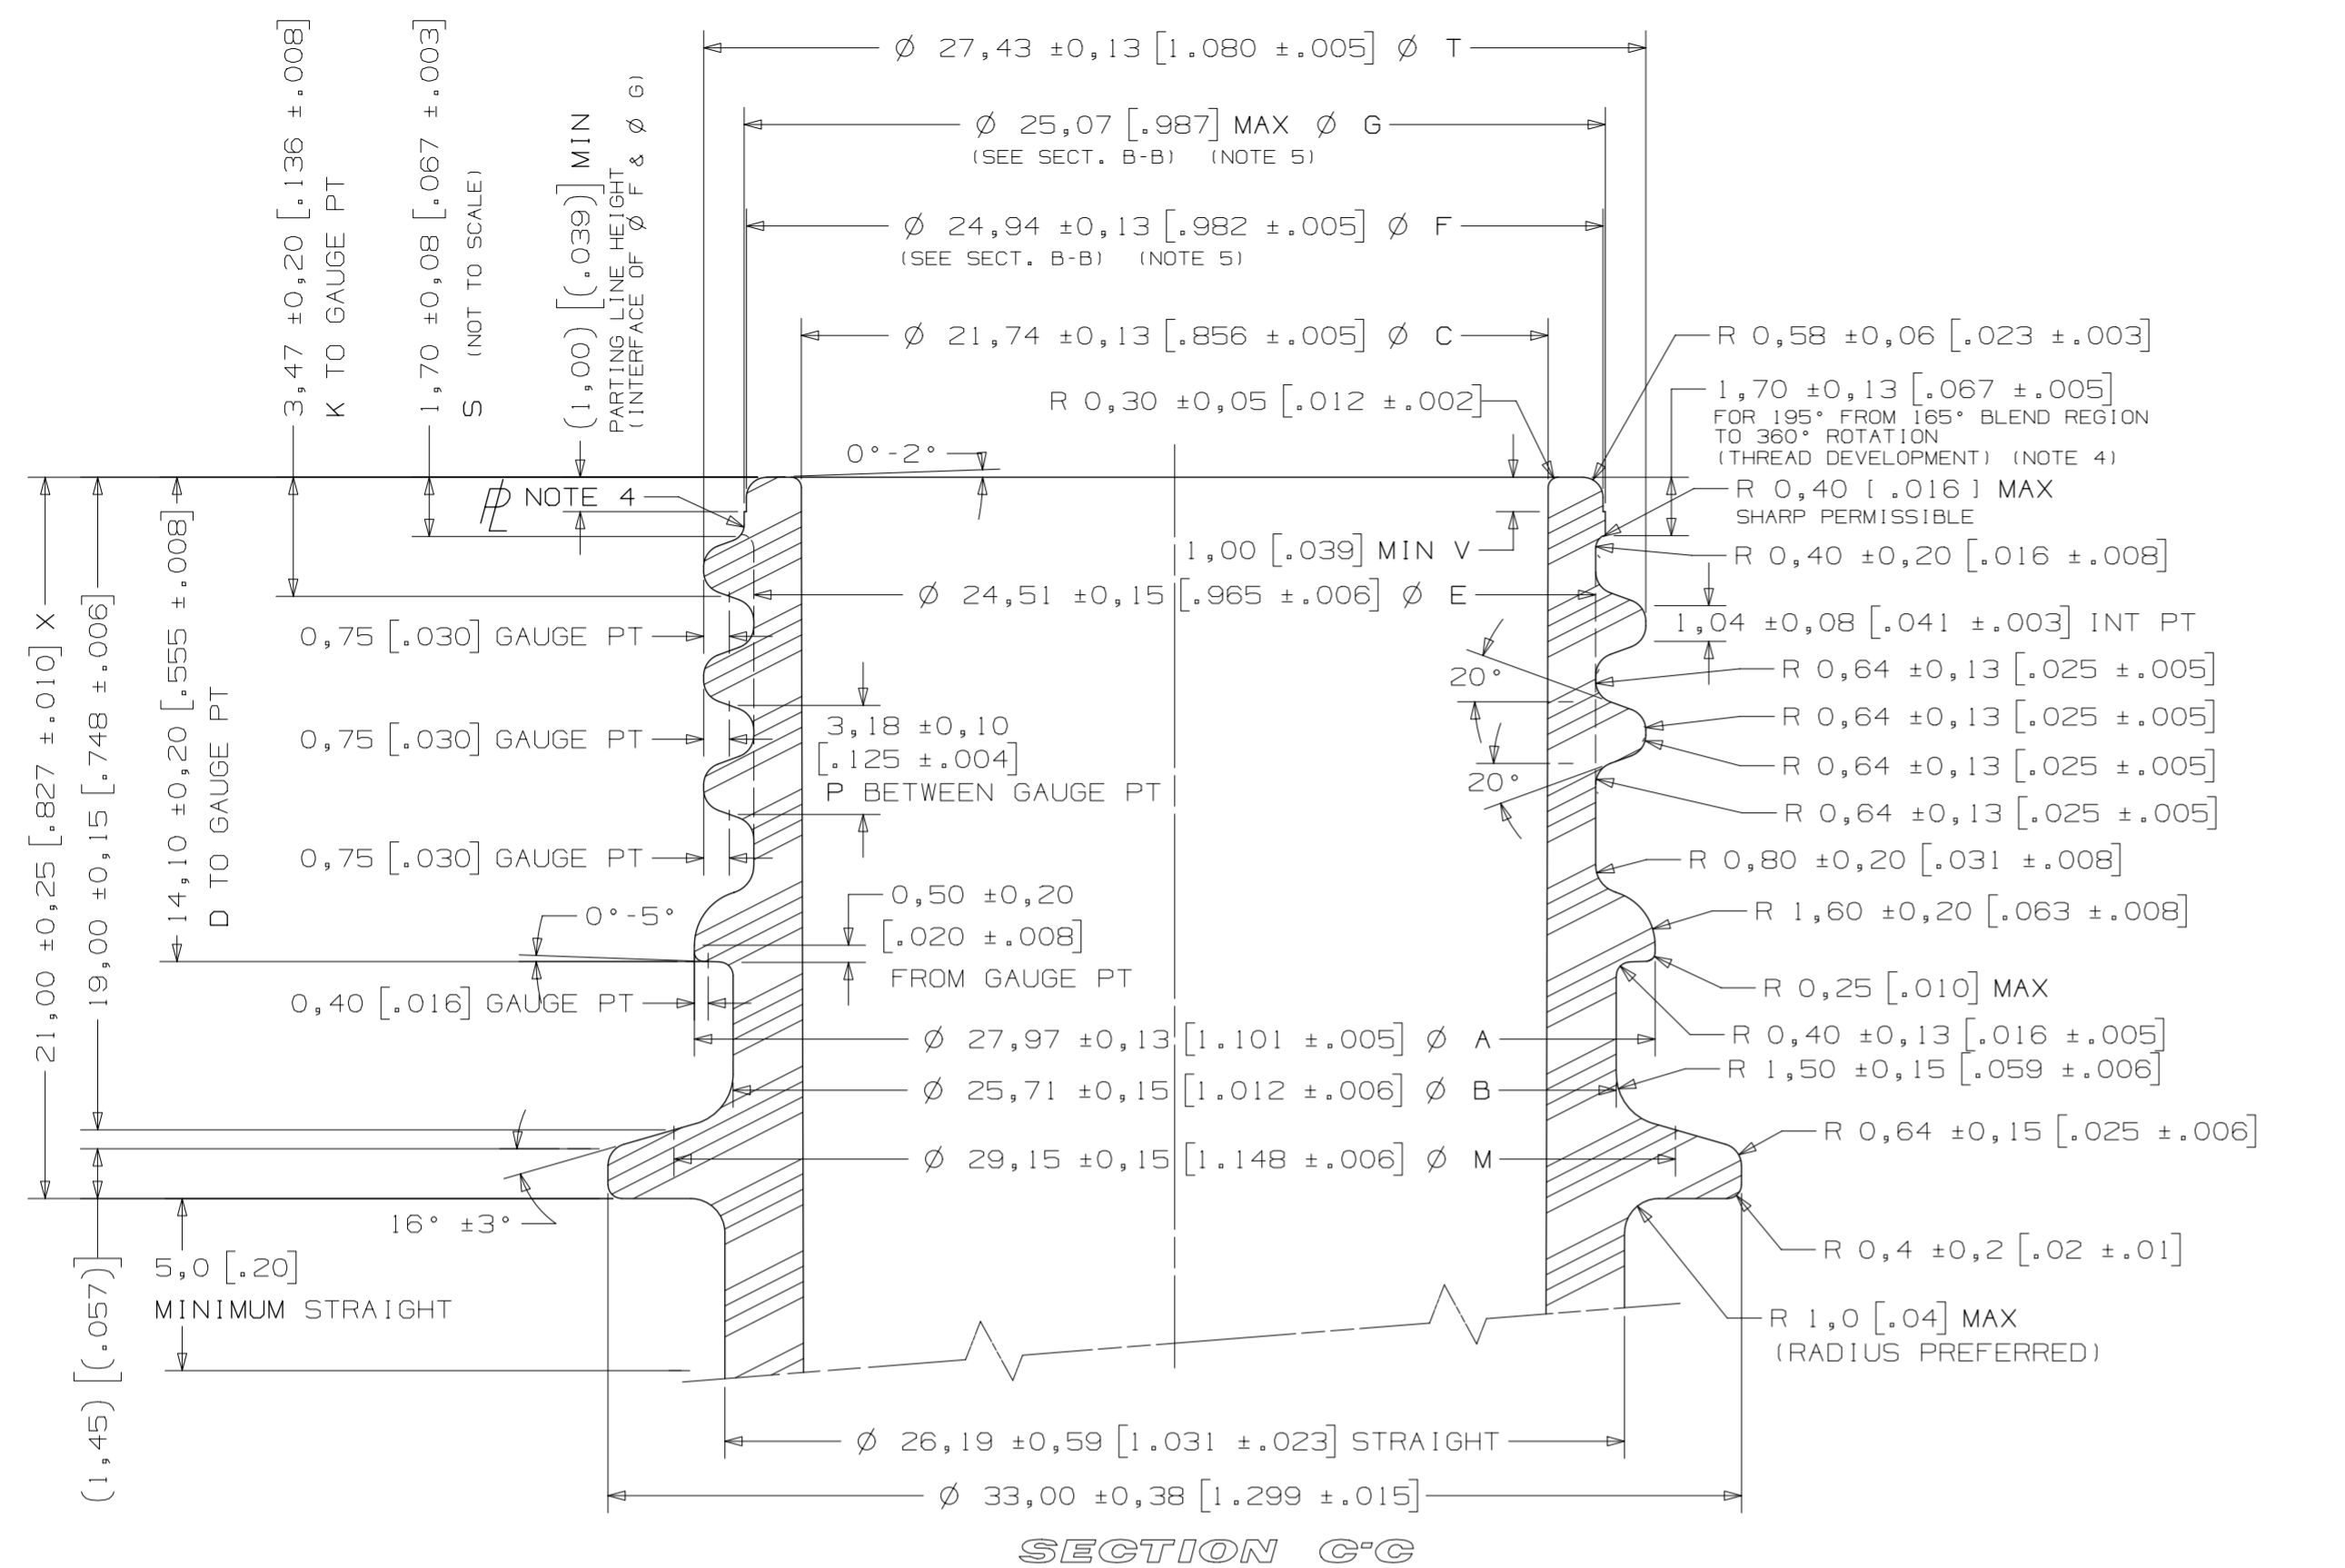 Ø 27,43 ±0,13 [1.080 ±.005] Ø T
Ø 25,07 [.987] MAX Ø G
(SEE SECT. B-B) (NOTE 5)
Ø 24,94 ±0,13 [.982 ±.005] Ø F
(SEE SECT. B-B) (NOTE 5)
Ø 21,74 ±0,13 [.856 ±.005] Ø C
R 0,30 ±0,05 [.012 ±.002]
0°-2°
3,47 ±0,20 [.136 ±.008]
K TO GAUGE PT
1,70 ±0,08 [.067 ±.003]
S (NOT TO SCALE)
(1,00) [(.039)] MIN
PARTING LINE HEIGHT
(INTERFACE OF Ø F & Ø G)
PL NOTE 4
21,00 ±0,25 [.827 ±.010] X
19,00 ±0,15 [.748 ±.006]
14,10 ±0,20 [.555 ±.008]
D TO GAUGE PT
0,75 [.030] GAUGE PT
0,75 [.030] GAUGE PT
0,75 [.030] GAUGE PT
0°-5°
0,40 [.016] GAUGE PT
16° ±3°
(1,45) [(.057)]
5,0 [.20]
MINIMUM STRAIGHT
1,00 [.039] MIN V
Ø 24,51 ±0,15 [.965 ±.006] Ø E
3,18 ±0,10
[.125 ±.004]
P BETWEEN GAUGE PT
20°
20°
0,50 ±0,20
[.020 ±.008]
FROM GAUGE PT
Ø 27,97 ±0,13 [1.101 ±.005] Ø A
Ø 25,71 ±0,15 [1.012 ±.006] Ø B
Ø 29,15 ±0,15 [1.148 ±.006] Ø M
R 0,58 ±0,06 [.023 ±.003]
1,70 ±0,13 [.067 ±.005]
FOR 195° FROM 165° BLEND REGION
TO 360° ROTATION
(THREAD DEVELOPMENT) (NOTE 4)
R 0,40 [ .016 ] MAX
SHARP PERMISSIBLE
R 0,40 ±0,20 [.016 ±.008]
1,04 ±0,08 [.041 ±.003] INT PT
R 0,64 ±0,13 [.025 ±.005]
R 0,64 ±0,13 [.025 ±.005]
R 0,64 ±0,13 [.025 ±.005]
R 0,64 ±0,13 [.025 ±.005]
R 0,80 ±0,20 [.031 ±.008]
R 1,60 ±0,20 [.063 ±.008]
R 0,25 [.010] MAX
R 0,40 ±0,13 [.016 ±.005]
R 1,50 ±0,15 [.059 ±.006]
R 0,64 ±0,15 [.025 ±.006]
R 0,4 ±0,2 [.02 ±.01]
R 1,0 [.04] MAX
(RADIUS PREFERRED)
Ø 26,19 ±0,59 [1.031 ±.023] STRAIGHT
Ø 33,00 ±0,38 [1.299 ±.015]
SECTION C-C